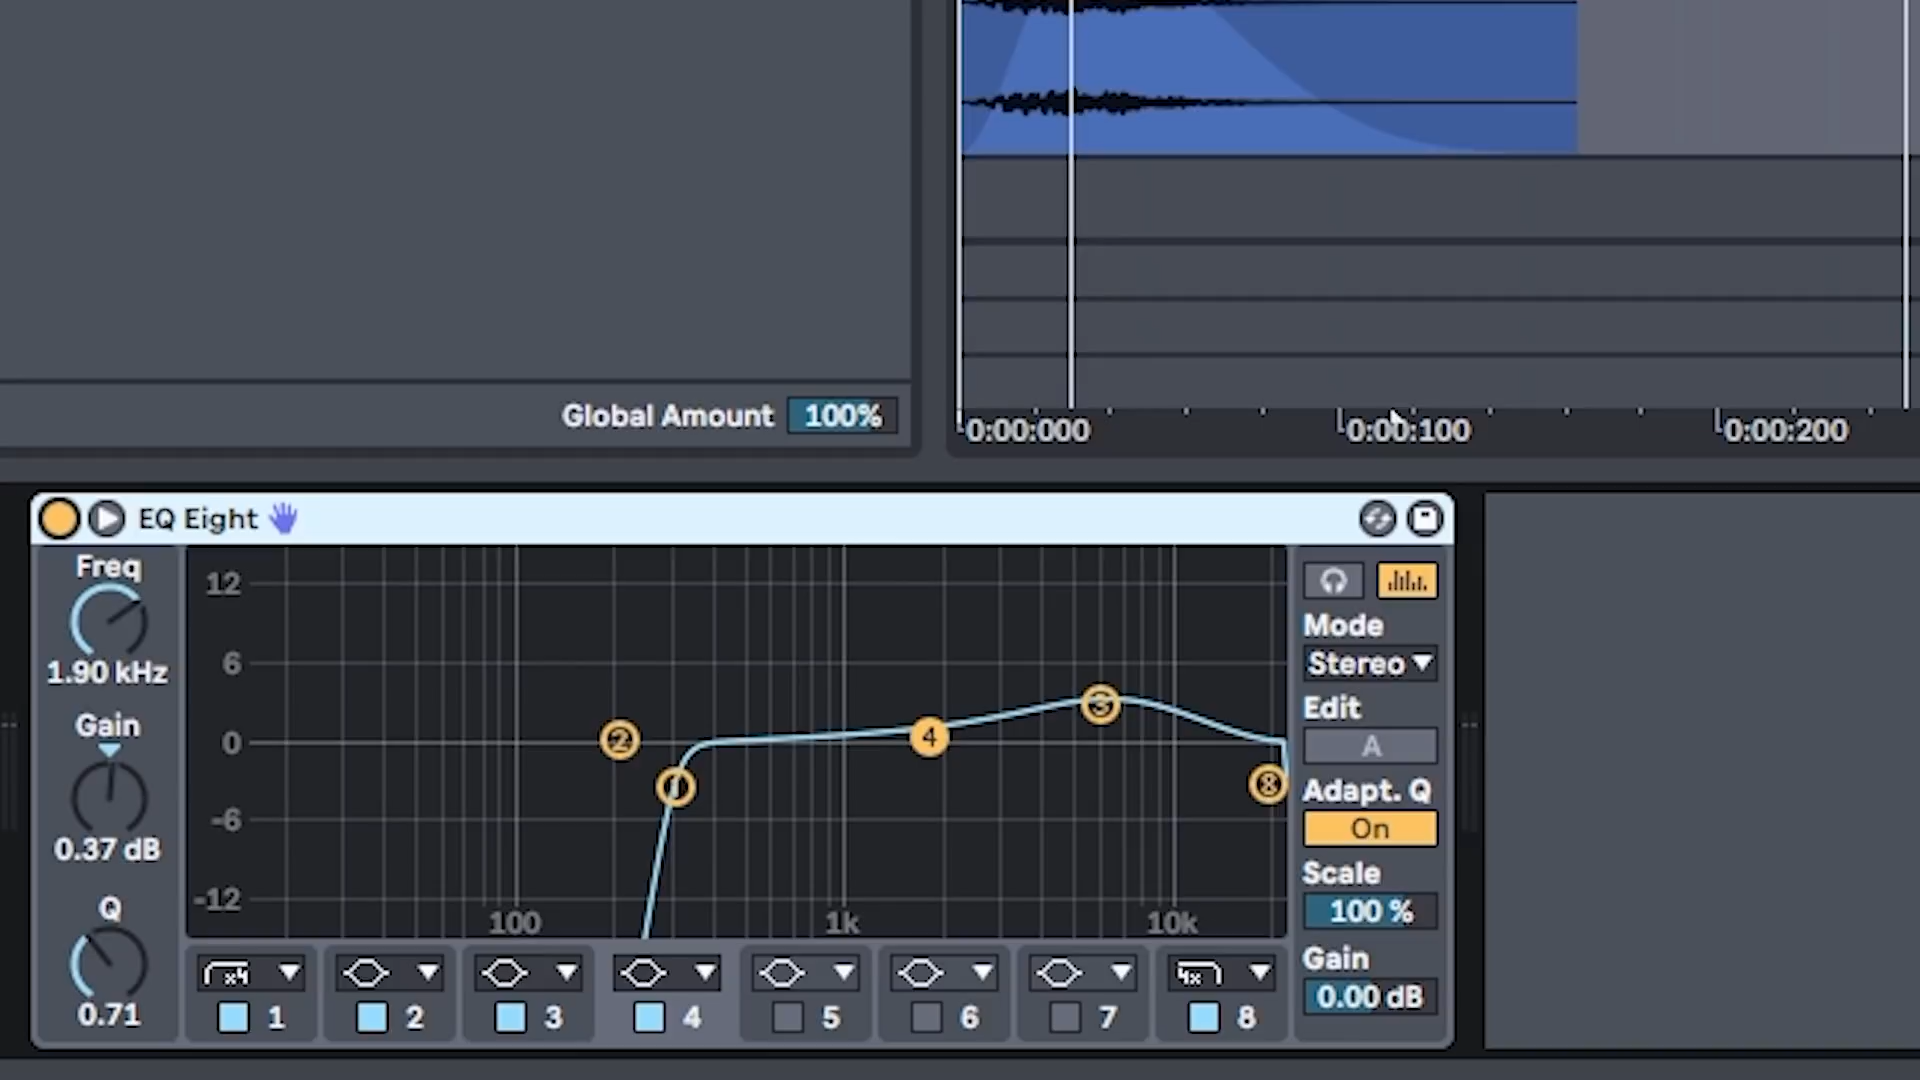 Global Amount 100%
0:00:000 0:00:100 0:00:200
EQ Eight
Freq
1.90 kHz
Gain
0.37 dB
Q
0.71
12
6
0
-6
-12
100 1k 10k
2
1
4
3
8
Mode
Stereo
Edit
A
Adapt. Q
On
Scale
100 %
Gain
0.00 dB
x4
4x
1 2 3 4 5 6 7 8